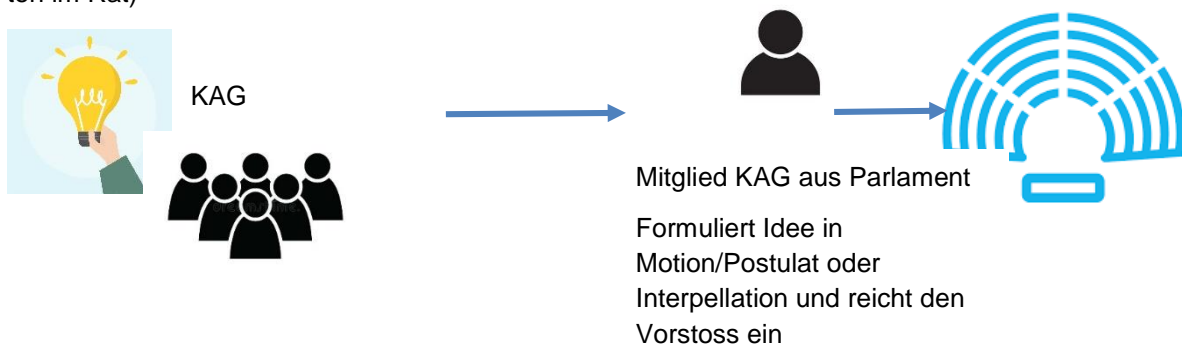 KAG
Mitglied KAG aus Parlament
Formuliert Idee in
Motion/Postulat oder
Interpellation und reicht den
Vorstoss ein